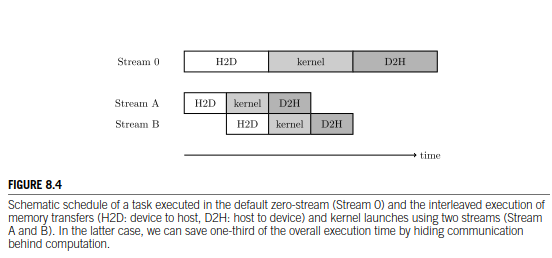 Stream 0 H2D kernel D2H
Stream A H2D kernel D2H
Stream B H2D kernel D2H
time
FIGURE 8.4
Schematic schedule of a task executed in the default zero-stream (Stream 0) and the interleaved execution of
memory transfers (H2D: device to host, D2H: host to device) and kernel launches using two streams (Stream
A and B). In the latter case, we can save one-third of the overall execution time by hiding communication
behind computation.